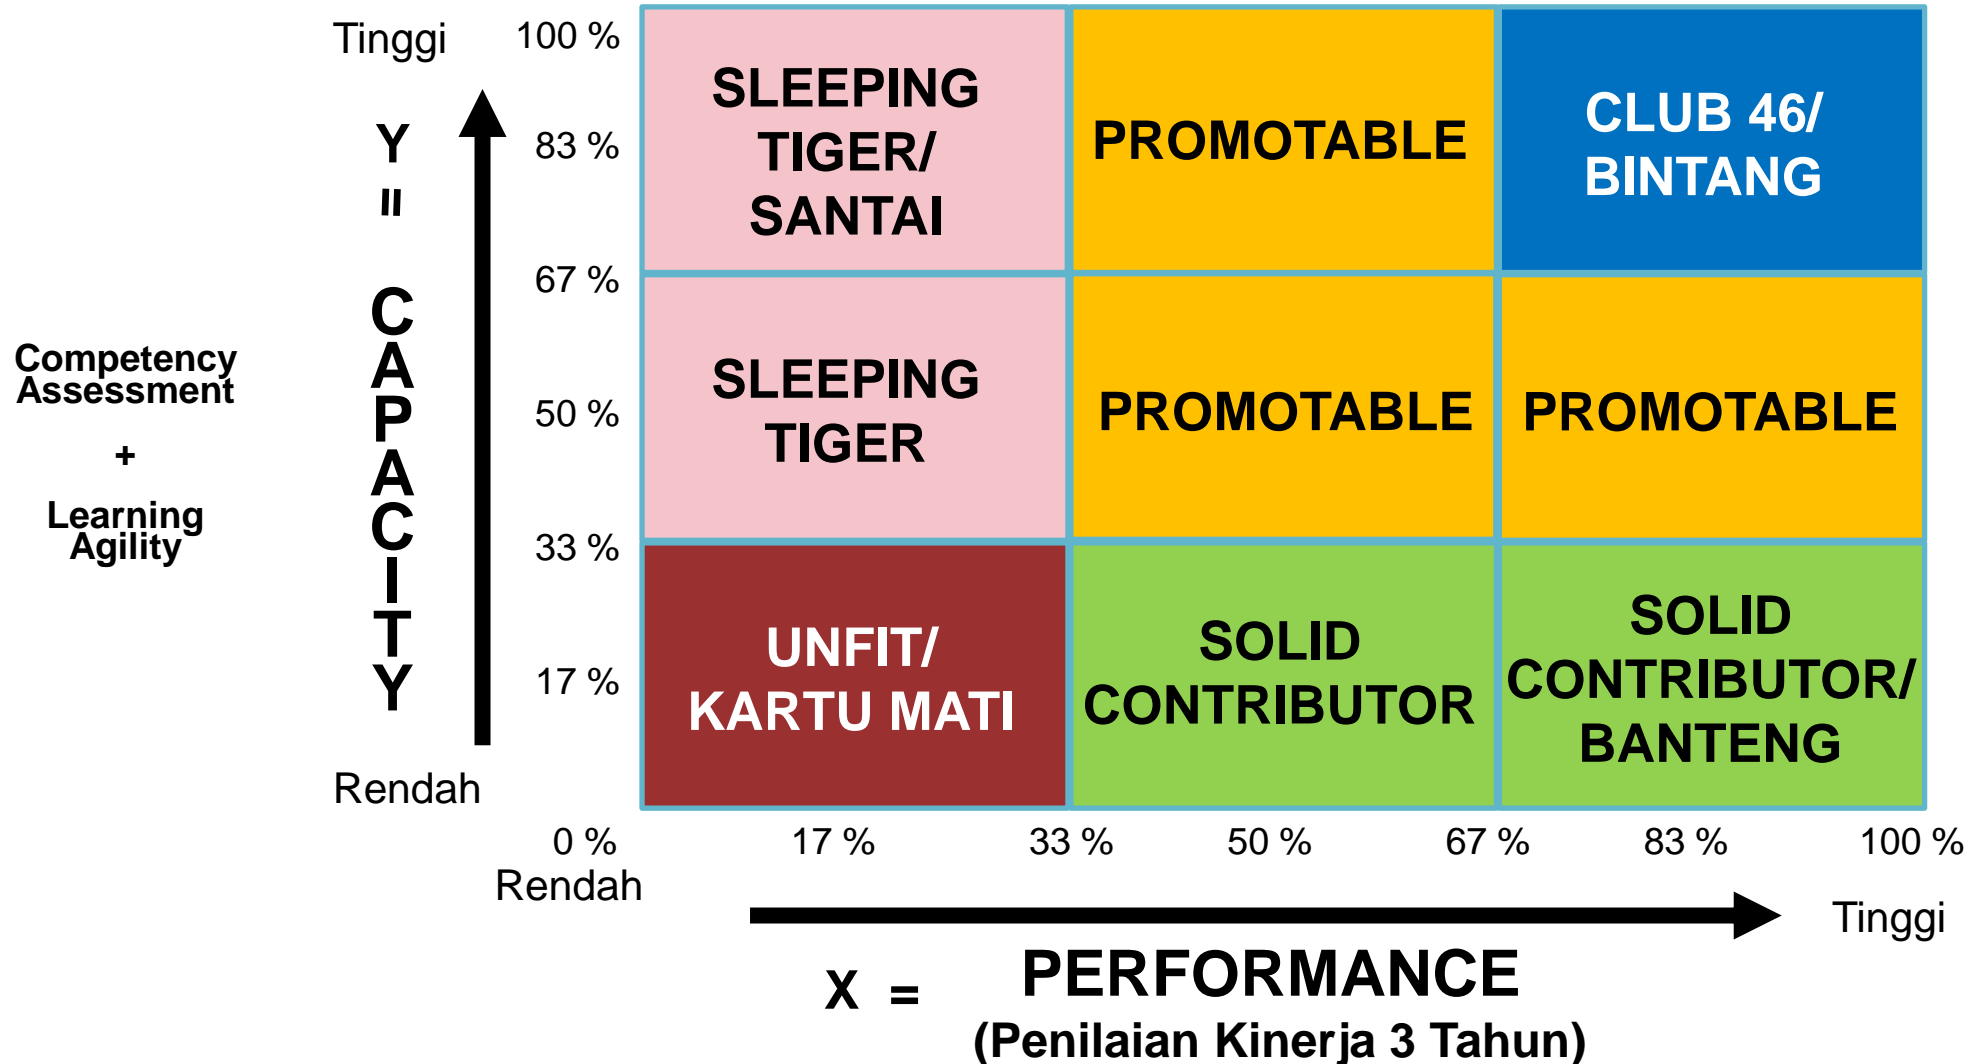 Tinggi
100 %
83 %
67 %
50 %
33 %
17 %
Rendah
Y = CAPACITY
Competency
Assessment
+
Learning
Agility
SLEEPING
TIGER/
SANTAI
PROMOTABLE
CLUB 46/
BINTANG
SLEEPING
TIGER
PROMOTABLE
PROMOTABLE
UNFIT/
KARTU MATI
SOLID
CONTRIBUTOR
SOLID
CONTRIBUTOR/
BANTENG
0 % 17 % 33 % 50 % 67 % 83 % 100 %
Rendah
Tinggi
X = PERFORMANCE
(Penilaian Kinerja 3 Tahun)